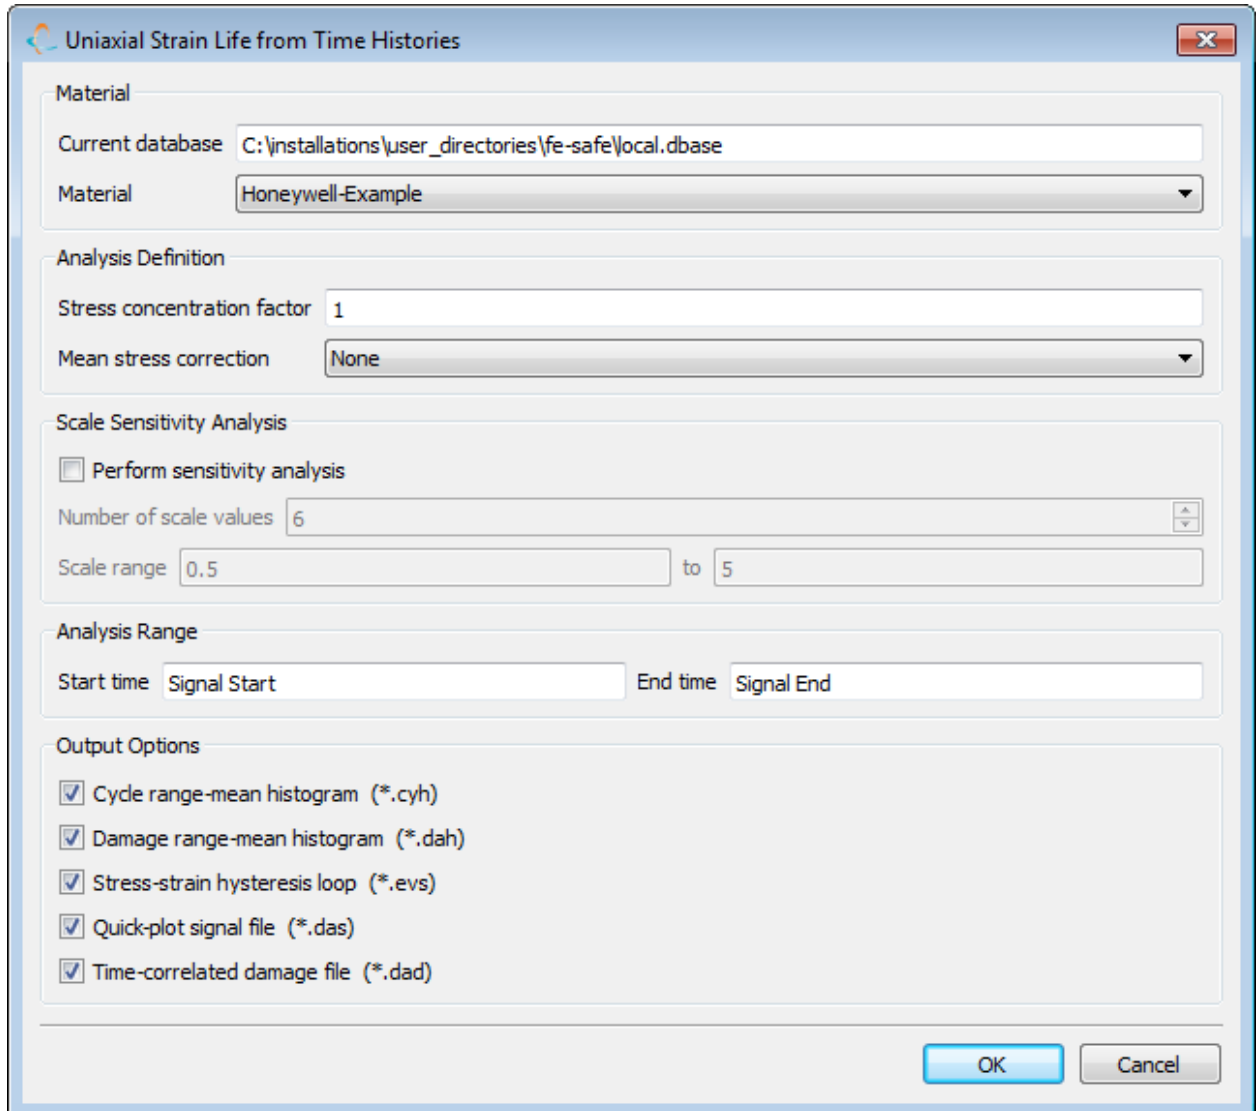 Uniaxial Strain Life from Time Histories
Material
Current database C:\installations\user_directories\fe-safe\local.dbase
Material Honeywell-Example
Analysis Definition
Stress concentration factor 1
Mean stress correction None
Scale Sensitivity Analysis
Perform sensitivity analysis
Number of scale values 6
Scale range 0.5 to 5
Analysis Range
Start time Signal Start End time Signal End
Output Options
Cycle range-mean histogram (*.cyh)
Damage range-mean histogram (*.dah)
Stress-strain hysteresis loop (*.evs)
Quick-plot signal file (*.das)
Time-correlated damage file (*.dad)
OK Cancel